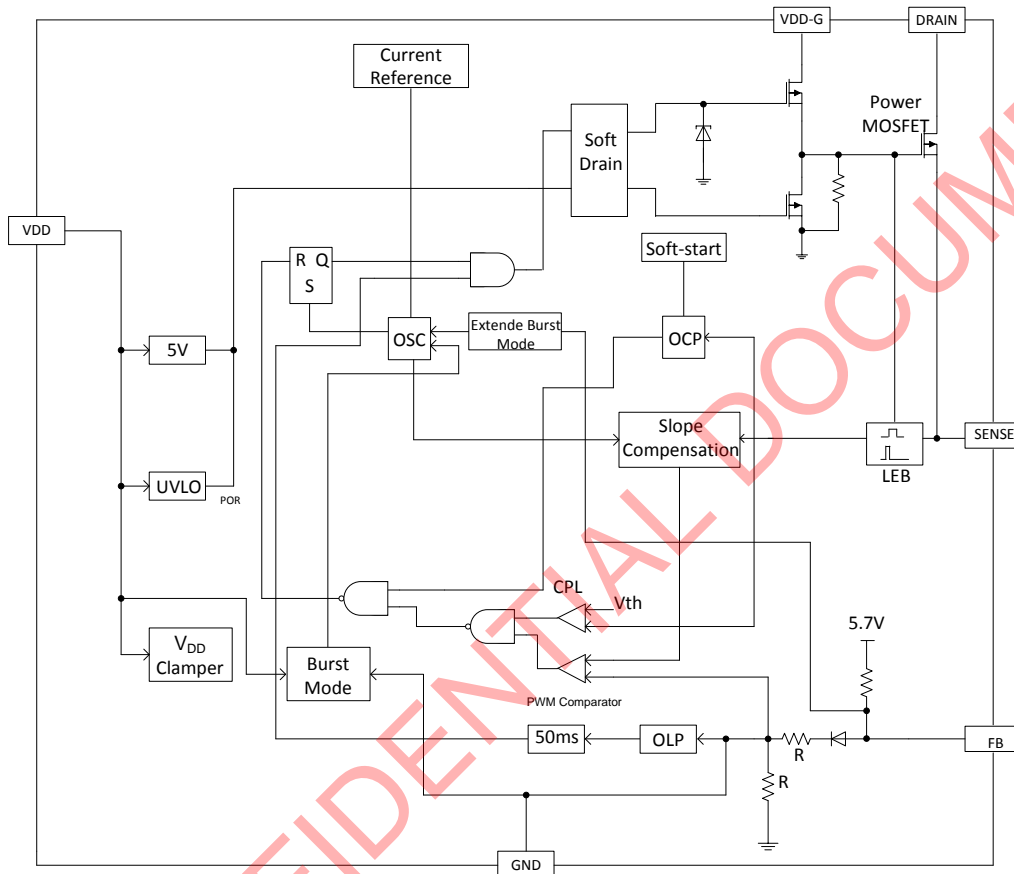 VDD-G
DRAIN
Current
Reference
Power
MOSFET
Soft
Drain
VDD
R Q
S
Soft-start
OSC
Extende Burst
Mode
OCP
5V
Slope
Compensation
SENSE
LEB
UVLO
POR
CPL
Vth
5.7V
VDD
Clamper
Burst
Mode
PWM Comparator
50ms
OLP
R
FB
R
GND
FIDENTIAL DOCUM